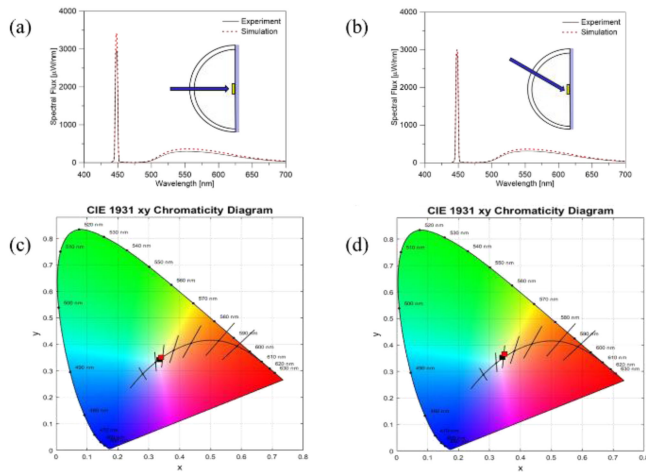 (a)
4000
3000
2000
1000
0
Spectral Flux [μW/nm]
Experiment
Simulation
400 450 500 550 600 650 700
Wavelength [nm]
(b)
4000
3000
2000
1000
0
Spectral Flux [μW/nm]
Experiment
Simulation
400 450 500 550 600 650 700
Wavelength [nm]
(c)
CIE 1931 xy Chromaticity Diagram
0.8
0.7
0.6
0.5
0.4
0.3
0.2
0.1
0
y
520 nm
530 nm
540 nm
550 nm
560 nm
570 nm
600 nm
610 nm
620 nm
630 nm
0 0.1 0.2 0.3 0.4 0.5 0.6 0.7 0.8
x
(d)
CIE 1931 xy Chromaticity Diagram
0.8
0.7
0.6
0.5
0.4
0.3
0.2
0.1
0
y
520 nm
530 nm
540 nm
550 nm
560 nm
570 nm
600 nm
610 nm
620 nm
630 nm
0 0.1 0.2 0.3 0.4 0.5 0.6 0.7 0.8
x